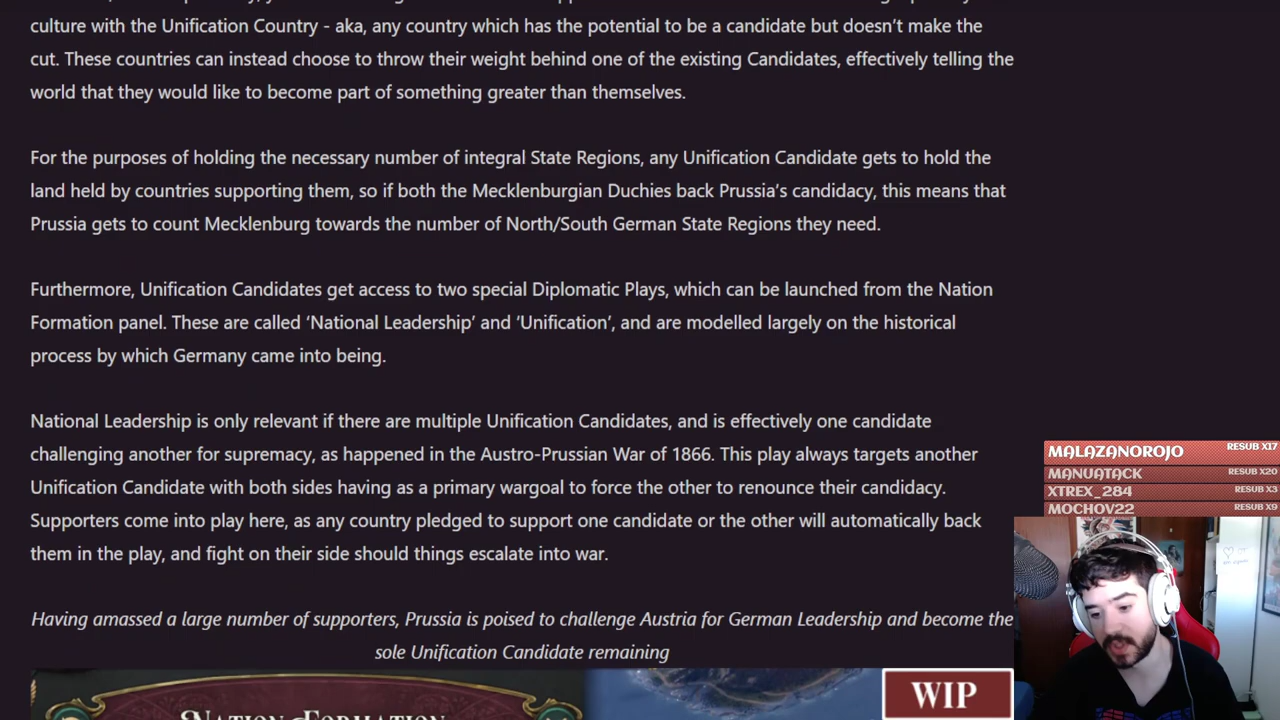 culture with the Unification Country - aka, any country which has the potential to be a candidate but doesn't make the
cut. These countries can instead choose to throw their weight behind one of the existing Candidates, effectively telling the
world that they would like to become part of something greater than themselves.
For the purposes of holding the necessary number of integral State Regions, any Unification Candidate gets to hold the
land held by countries supporting them, so if both the Mecklenburgian Duchies back Prussia's candidacy, this means that
Prussia gets to count Mecklenburg towards the number of North/South German State Regions they need.
Furthermore, Unification Candidates get access to two special Diplomatic Plays, which can be launched from the Nation
Formation panel. These are called 'National Leadership' and 'Unification', and are modelled largely on the historical
process by which Germany came into being.
National Leadership is only relevant if there are multiple Unification Candidates, and is effectively one candidate
challenging another for supremacy, as happened in the Austro-Prussian War of 1866. This play always targets another
Unification Candidate with both sides having as a primary wargoal to force the other to renounce their candidacy.
Supporters come into play here, as any country pledged to support one candidate or the other will automatically back
them in the play, and fight on their side should things escalate into war.
Having amassed a large number of supporters, Prussia is poised to challenge Austria for German Leadership and become the
sole Unification Candidate remaining
NATION FORMATION
WIP
MALAZANOROJO RESUB X17
MANUATACK RESUB X20
XTREX_284 RESUB X3
MOCHOV22 RESUB X9